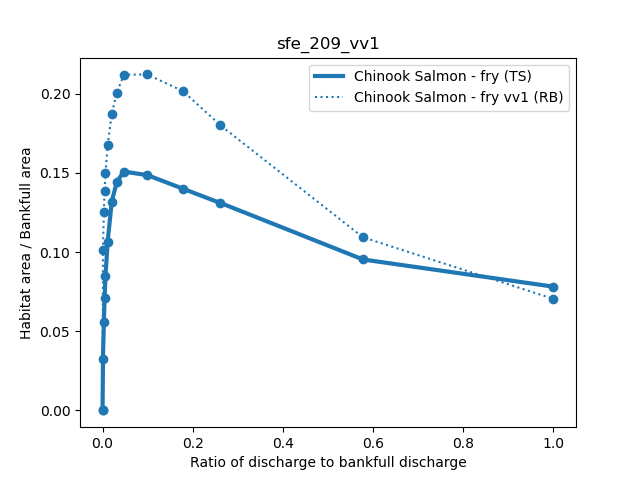 sfe_209_vv1
Chinook Salmon - fry (TS)
Chinook Salmon - fry vv1 (RB)
Habitat area / Bankfull area
0.20
0.15
0.10
0.05
0.00
0.0 0.2 0.4 0.6 0.8 1.0
Ratio of discharge to bankfull discharge